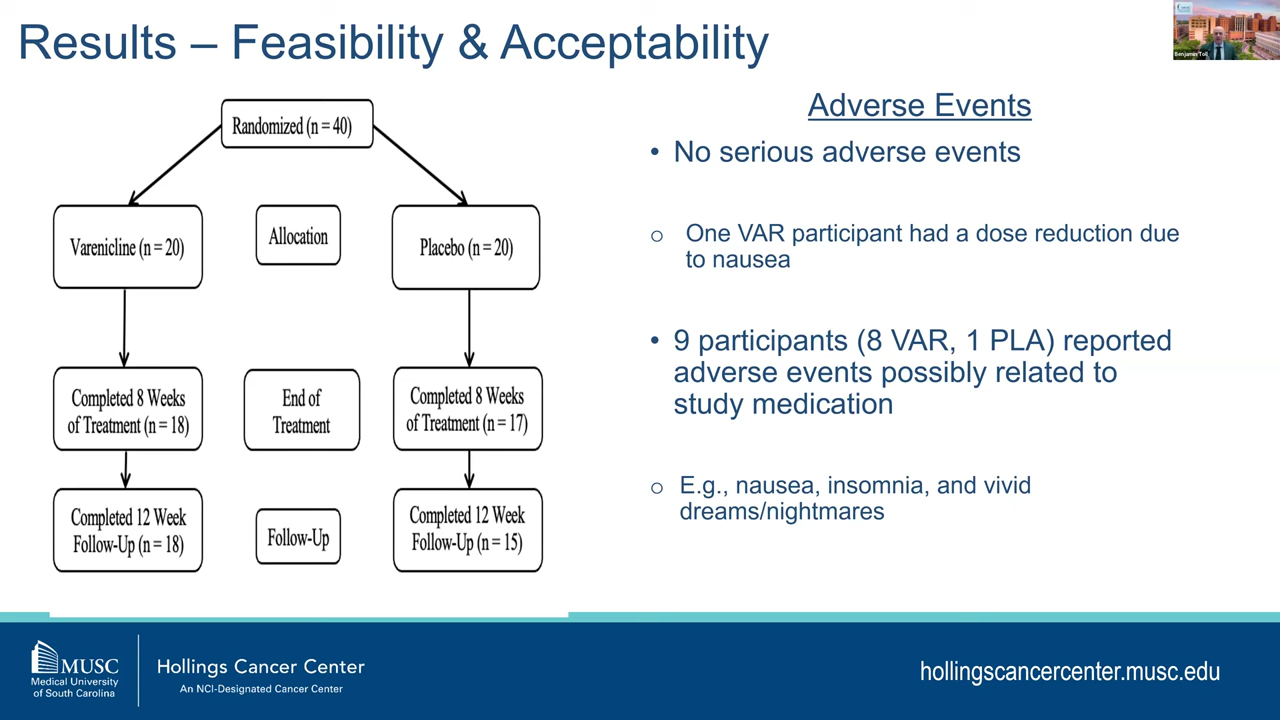 Results – Feasibility & Acceptability
Benjamin Toll
Randomized (n = 40)
Varenicline (n = 20)
Allocation
Placebo (n = 20)
Completed 8 Weeks
of Treatment (n = 18)
End of
Treatment
Completed 8 Weeks
of Treatment (n = 17)
Completed 12 Week
Follow-Up (n = 18)
Follow-Up
Completed 12 Week
Follow-Up (n = 15)
Adverse Events
• No serious adverse events
o One VAR participant had a dose reduction due
to nausea
• 9 participants (8 VAR, 1 PLA) reported
adverse events possibly related to
study medication
o E.g., nausea, insomnia, and vivid
dreams/nightmares
MUSC
Medical University
of South Carolina
Hollings Cancer Center
An NCI-Designated Cancer Center
hollingscancercenter.musc.edu